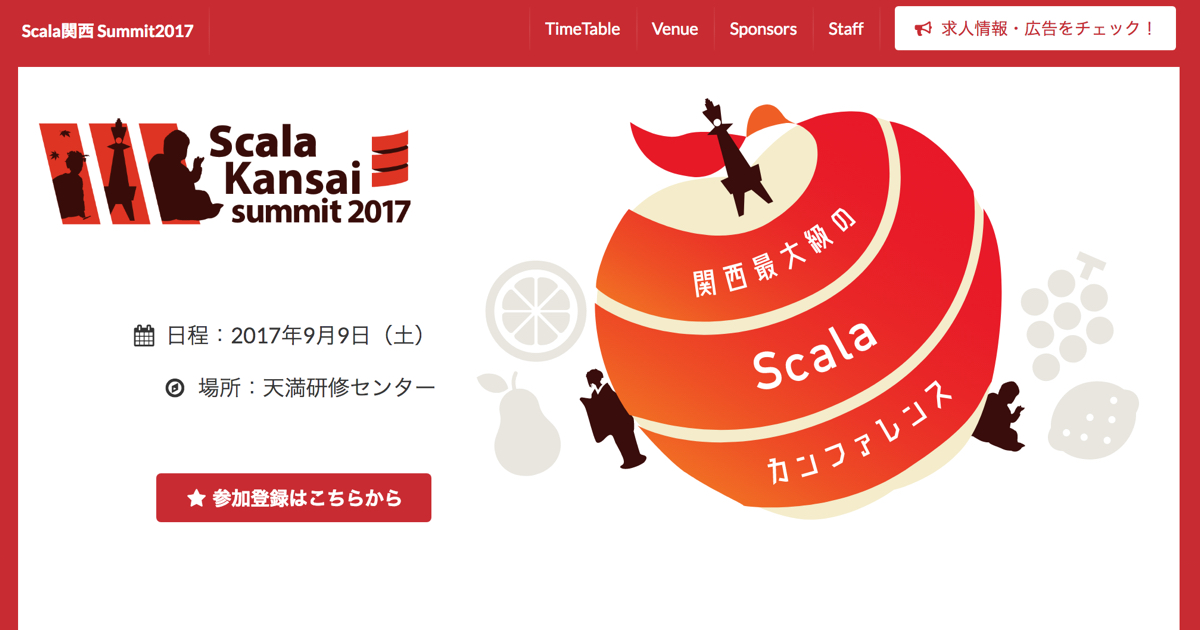 Scala関西 Summit2017
TimeTable
Venue
Sponsors
Staff
求人情報・広告をチェック！
Scala
Kansai
summit 2017
日程：2017年9月9日（土）
場所：天満研修センター
参加登録はこちらから
関西最大級の
Scala
カンファレンス